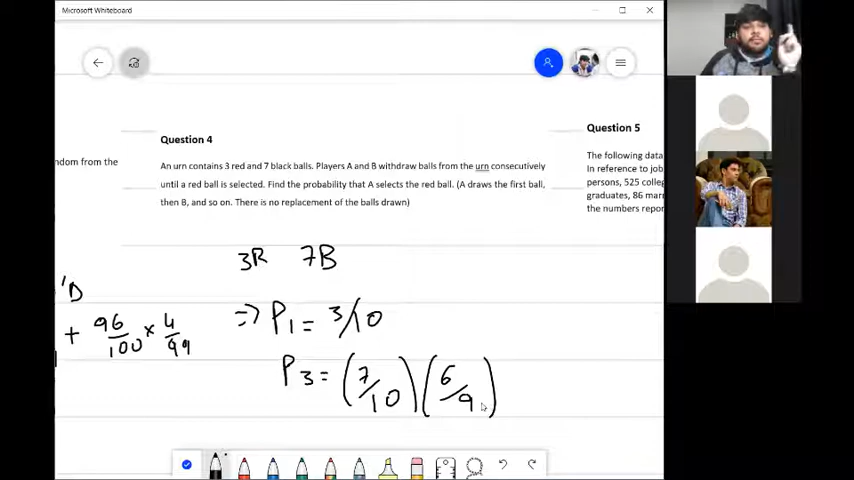 Microsoft Whiteboard
Question 4
An urn contains 3 red and 7 black balls. Players A and B withdraw balls from the urn consecutively
until a red ball is selected. Find the probability that A selects the red ball. (A draws the first ball,
then B, and so on. There is no replacement of the balls drawn)
Question 5
The following data
In reference to job
persons, 525 colleg
graduates, 86 marr
the numbers repor
ndom from the
3R 7B
'D
+ 96/100 × 4/99
=> P1 = 3/10
P3 = (7/10) (6/9)